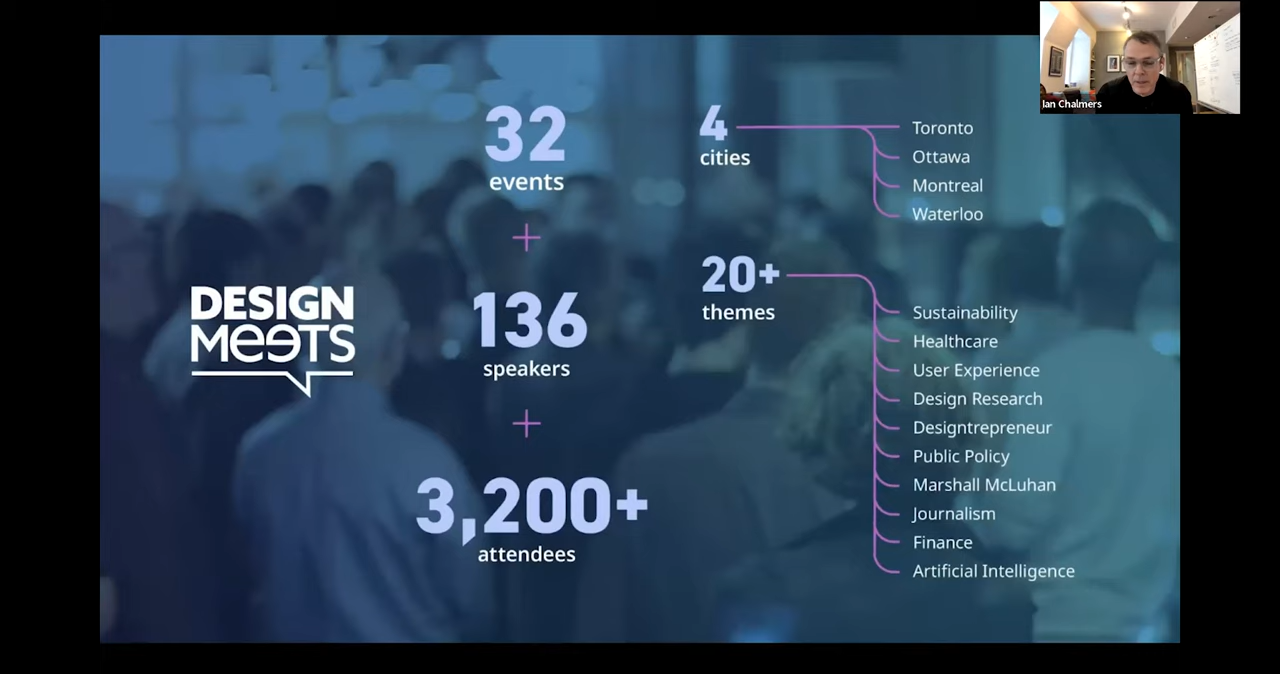 DESIGN
MEETS
32
events
+
136
speakers
+
3,200+
attendees
4
cities
Toronto
Ottawa
Montreal
Waterloo
20+
themes
Sustainability
Healthcare
User Experience
Design Research
Designtrepreneur
Public Policy
Marshall McLuhan
Journalism
Finance
Artificial Intelligence
Ian Chalmers